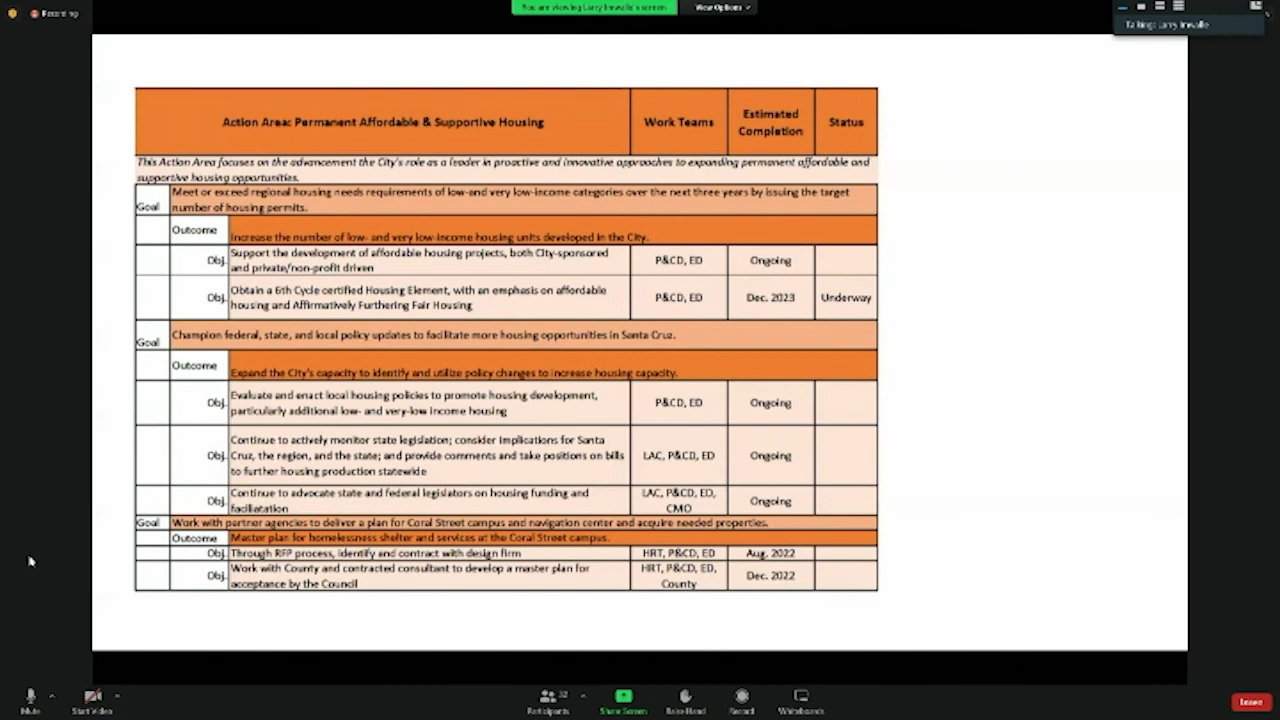 Recording
You are viewing Larry Imwalle's screen
View Options
Talking: Larry Imwalle
Action Area: Permanent Affordable & Supportive Housing
Work Teams
Estimated
Completion
Status
This Action Area focuses on the advancement the City's role as a leader in proactive and innovative approaches to expanding permanent affordable and
supportive housing opportunities.
Goal
Meet or exceed regional housing needs requirements of low-and very low-income categories over the next three years by issuing the target
number of housing permits.
Outcome
Increase the number of low- and very low-income housing units developed in the City.
Obj.
Support the development of affordable housing projects, both City-sponsored
and private/non-profit driven
P&CD, ED
Ongoing
Obj.
Obtain a 6th Cycle certified Housing Element, with an emphasis on affordable
housing and Affirmatively Furthering Fair Housing
P&CD, ED
Dec. 2023
Underway
Goal
Champion federal, state, and local policy updates to facilitate more housing opportunities in Santa Cruz.
Outcome
Expand the City's capacity to identify and utilize policy changes to increase housing capacity.
Obj.
Evaluate and enact local housing policies to promote housing development,
particularly additional low- and very-low income housing
P&CD, ED
Ongoing
Obj.
Continue to actively monitor state legislation; consider implications for Santa
Cruz, the region, and the state; and provide comments and take positions on bills
to further housing production statewide
LAC, P&CD, ED
Ongoing
Obj.
Continue to advocate state and federal legislators on housing funding and
faciliatation
LAC, P&CD, ED,
CMO
Ongoing
Goal
Work with partner agencies to deliver a plan for Coral Street campus and navigation center and acquire needed properties.
Outcome
Master plan for homelessness shelter and services at the Coral Street campus.
Obj.
Through RFP process, identify and contract with design firm
HRT, P&CD, ED
Aug. 2022
Obj.
Work with County and contracted consultant to develop a master plan for
acceptance by the Council
HRT, P&CD, ED,
County
Dec. 2022
Mute
Start Video
Participants
32
Share Screen
Raise Hand
Record
Whiteboards
Leave